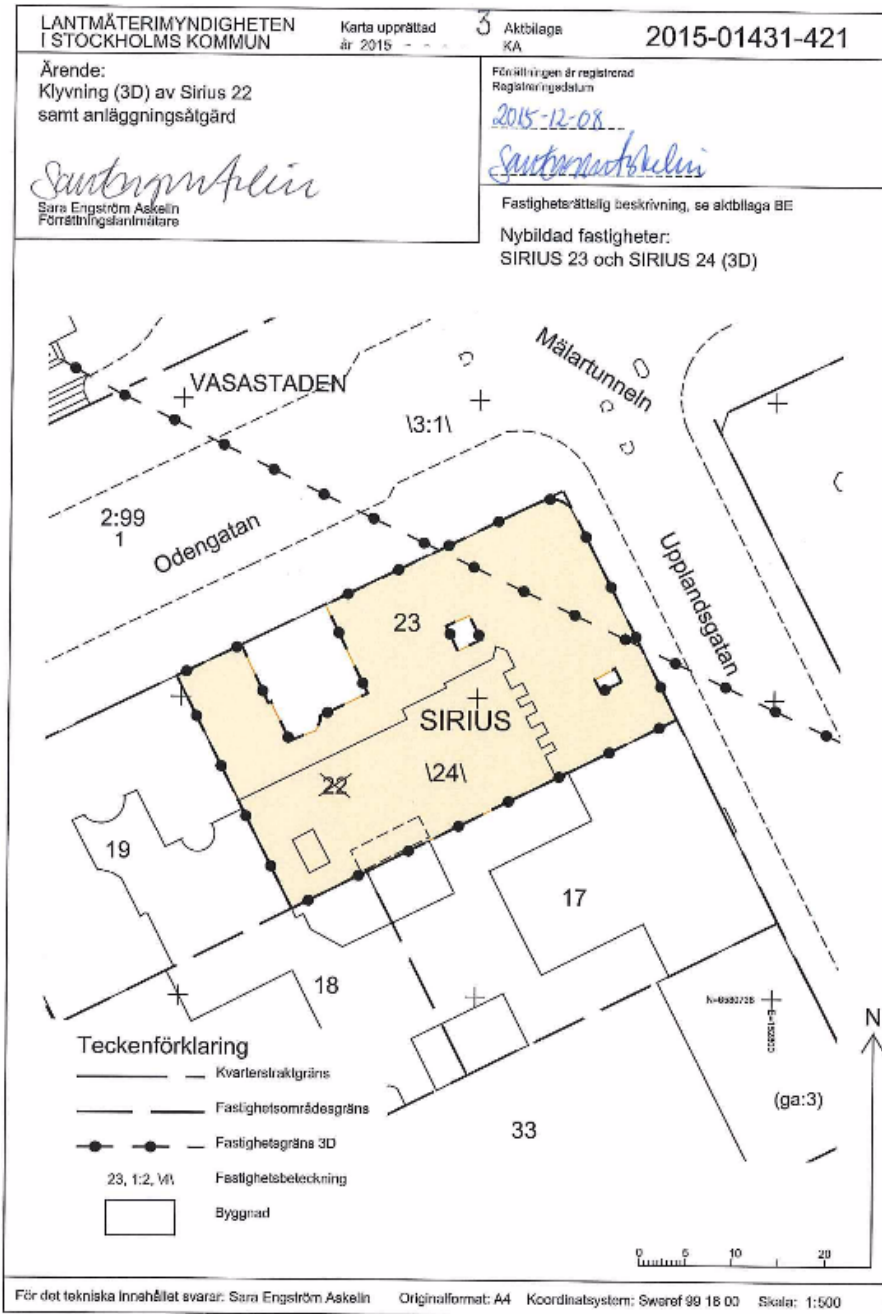 LANTMÄTERIMYNDIGHETEN
I STOCKHOLMS KOMMUN
Karta upprättad
år 2015 - - -
3 Aktbilaga
KA
2015-01431-421
Ärende:
Klyvning (3D) av Sirius 22
samt anläggningsåtgärd
Sara Engström Askelin
Förrättningslantmätare
Förrättningen är registrerad
Registreringsdatum
2015-12-08
Fastighetsrättslig beskrivning, se aktbilaga BE
Nybildad fastigheter:
SIRIUS 23 och SIRIUS 24 (3D)
Mälartunneln
VASASTADEN
\3:1\
2:99
1
Odengatan
Upplandsgatan
23
SIRIUS
22
\24\
19
17
18
N=6580736
E=152800
N
(ga:3)
33
Teckenförklaring
Kvarterstraktgräns
Fastighetsområdesgräns
Fastighetsgräns 3D
23, 1:2, \4\ Fastighetsbeteckning
Byggnad
0 5 10 20
För det tekniska innehållet svarar: Sara Engström Askelin Originalformat: A4 Koordinatsystem: Sweref 99 18 00 Skala: 1:500